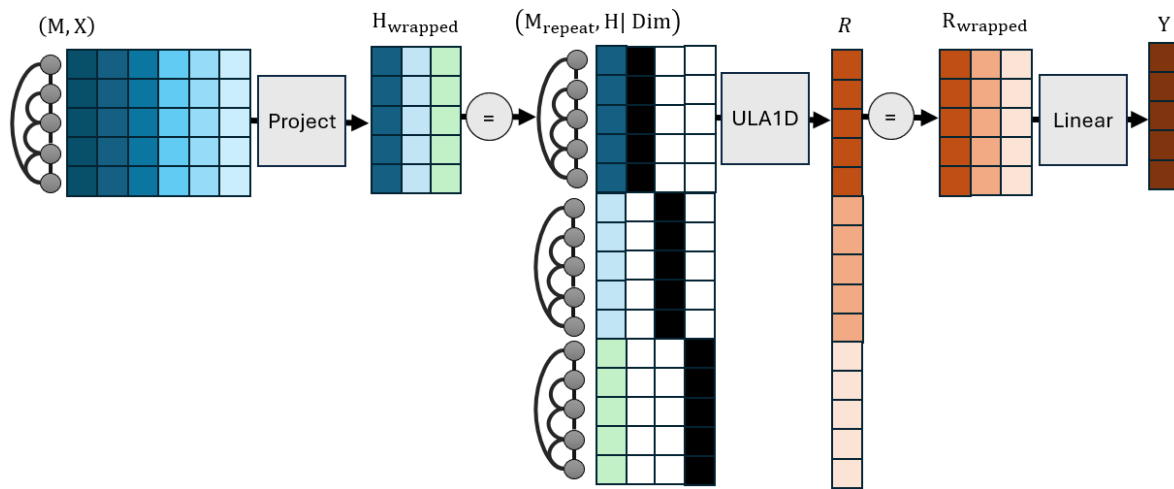 (M, X)
H_wrapped
(M_repeat, H| Dim)
R
R_wrapped
Y
Project
=
ULA1D
=
Linear